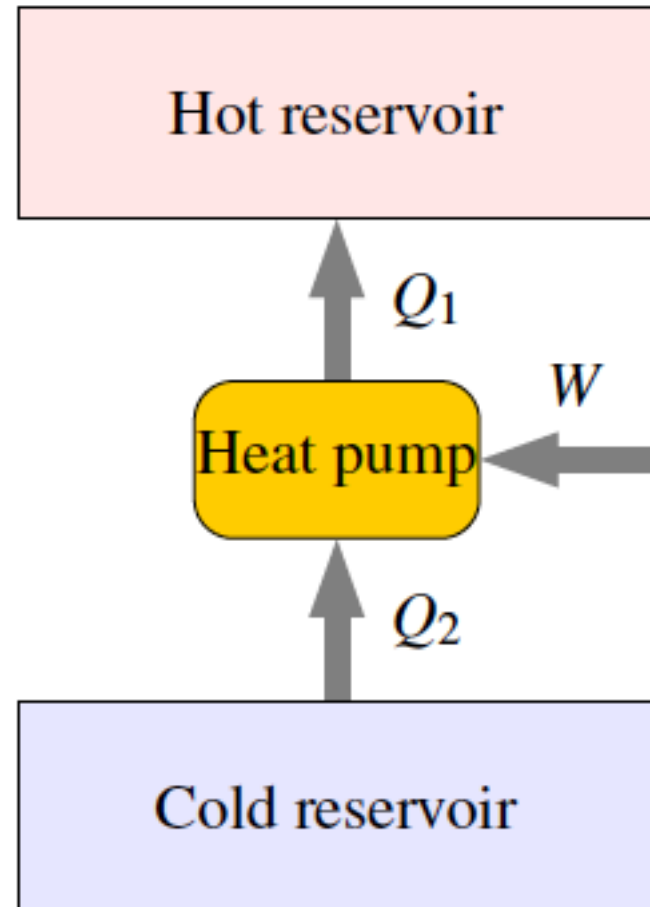 Hot reservoir
Q1
W
Heat pump
Q2
Cold reservoir